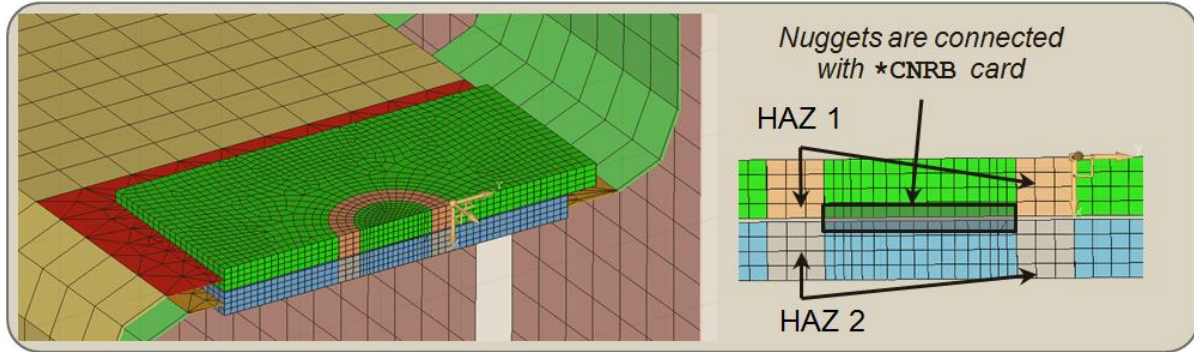 Nuggets are connected
with *CNRB card
HAZ 1
Y
HAZ 2